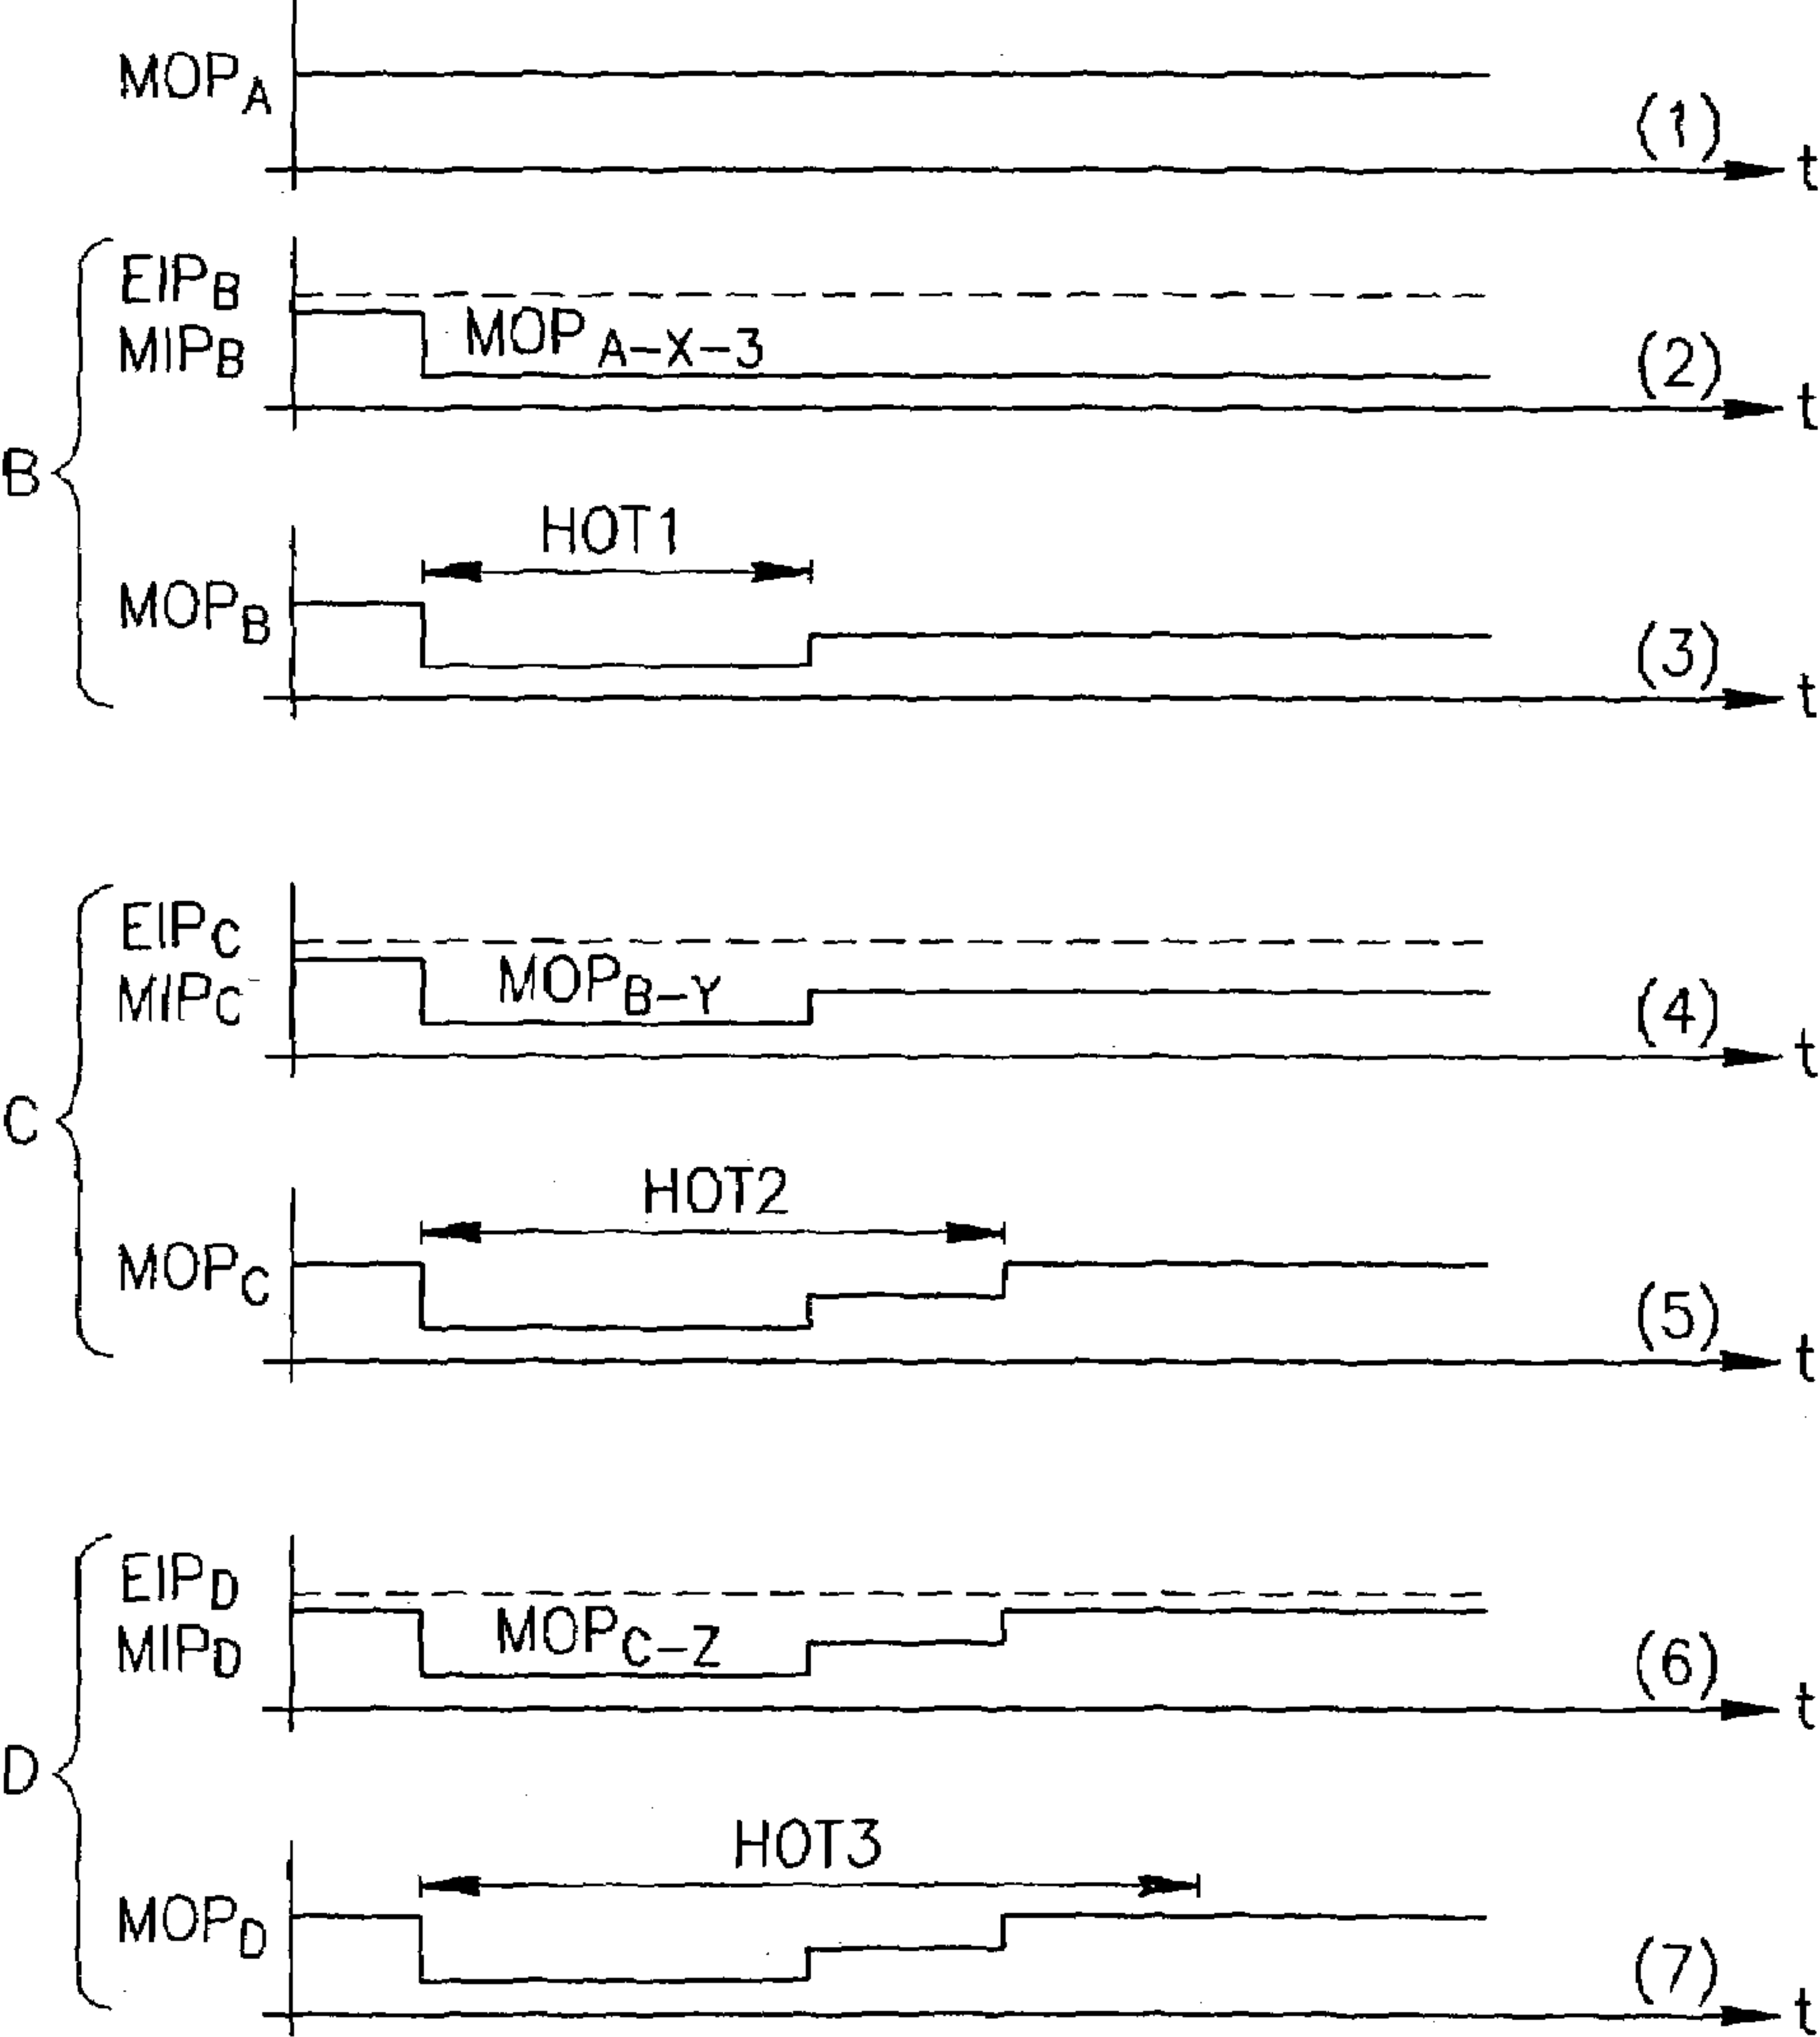 MOPA
(1)
t
EIPB
MIPB
MOPA-X-3
(2)
t
B
HOT1
MOPB
(3)
t
EIPC
MIPC
MOPB-Y
(4)
t
C
HOT2
MOPC
(5)
t
EIPD
MIPD
MOPC-Z
(6)
t
D
HOT3
MOPD
(7)
t